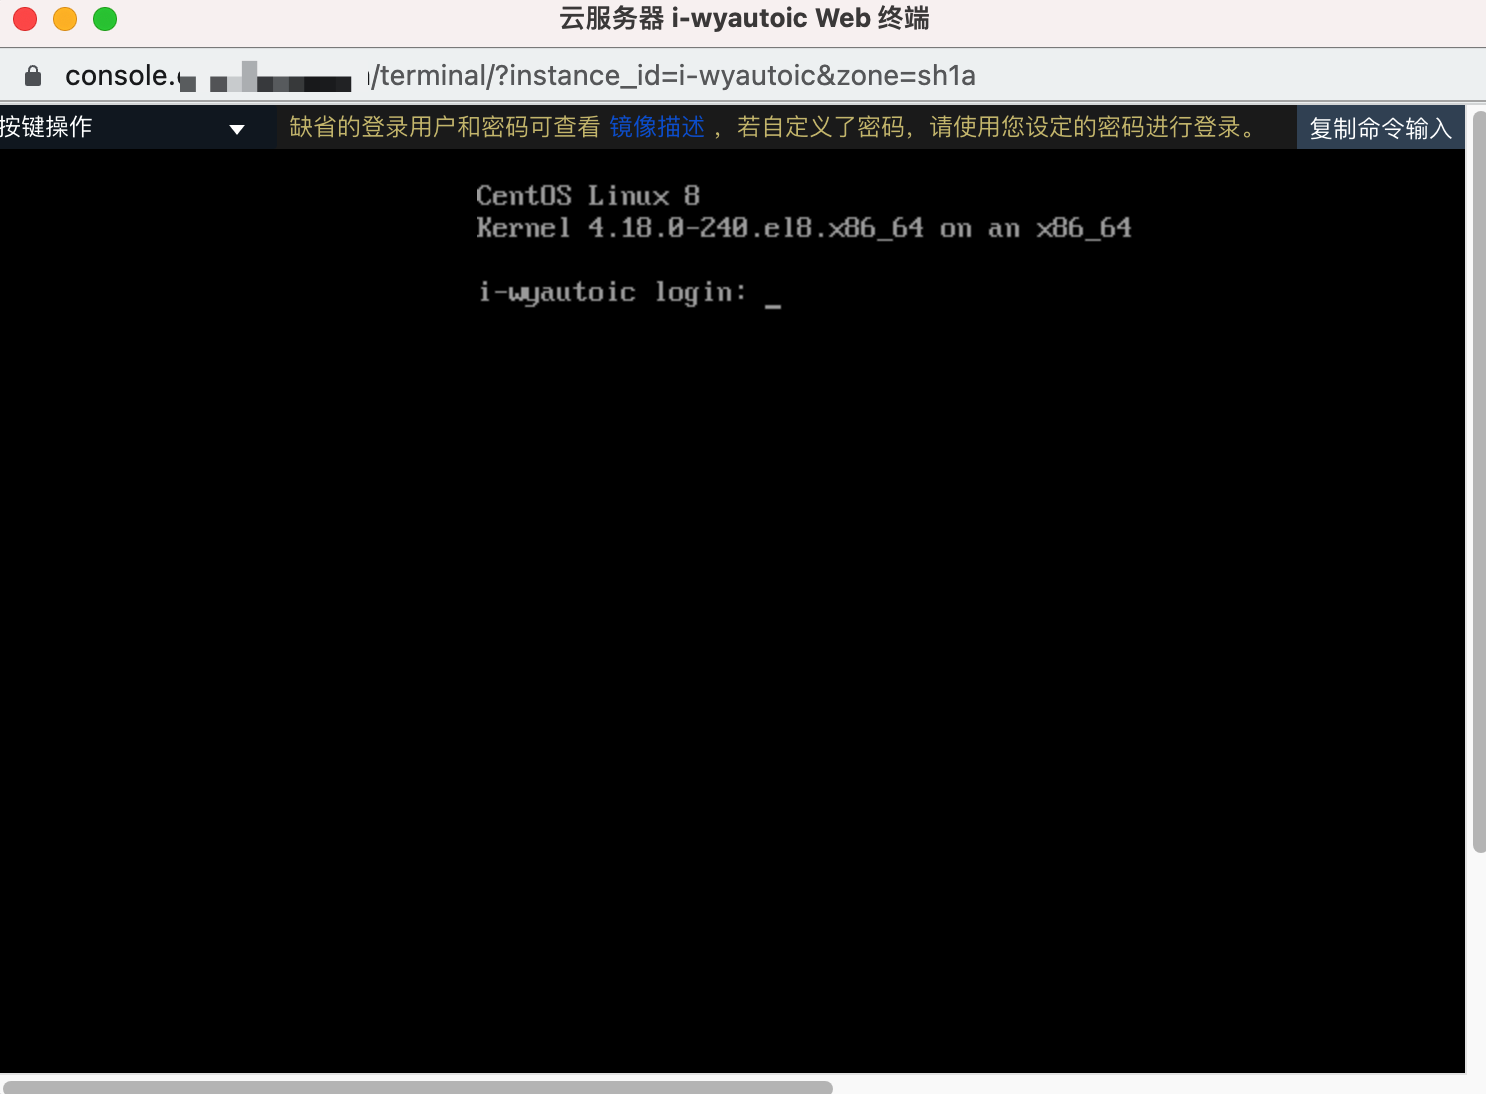 云服务器 i-wyautoic Web 终端
console. /terminal/?instance_id=i-wyautoic&zone=sh1a
按键操作
缺省的登录用户和密码可查看 镜像描述 ，若自定义了密码，请使用您设定的密码进行登录。
复制命令输入
CentOS Linux 8
Kernel 4.18.0-240.el8.x86_64 on an x86_64
i-wyautoic login: _